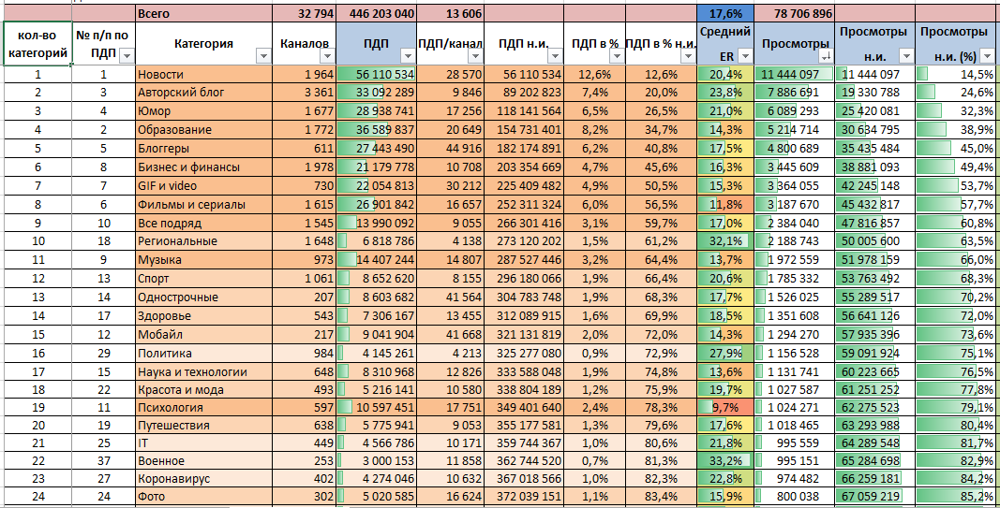 Всего 32 794 446 203 040 13 606 17,6% 78 706 896
кол-во категорий № п/п по ПДП Категория Каналов ПДП ПДП/канал ПДП н.и. ПДП в % ПДП в % н.и. Средний ER Просмотры Просмотры н.и. Просмотры н.и. (%)
1 1 Новости 1 964 56 110 534 28 570 56 110 534 12,6% 12,6% 20,4% 11 444 097 11 444 097 14,5%
2 3 Авторский блог 3 361 33 092 289 9 846 89 202 823 7,4% 20,0% 23,8% 7 886 691 19 330 788 24,6%
3 4 Юмор 1 677 28 938 741 17 256 118 141 564 6,5% 26,5% 21,0% 6 089 293 25 420 081 32,3%
4 2 Образование 1 772 36 589 837 20 649 154 731 401 8,2% 34,7% 14,3% 5 214 714 30 634 795 38,9%
5 5 Блоггеры 611 27 443 490 44 916 182 174 891 6,2% 40,8% 17,5% 4 800 689 35 435 484 45,0%
6 8 Бизнес и финансы 1 978 21 179 778 10 708 203 354 669 4,7% 45,6% 16,3% 3 445 609 38 881 093 49,4%
7 7 GIF и video 730 22 054 813 30 212 225 409 482 4,9% 50,5% 15,3% 3 364 055 42 245 148 53,7%
8 6 Фильмы и сериалы 1 615 26 901 842 16 657 252 311 324 6,0% 56,5% 11,8% 3 187 670 45 432 817 57,7%
9 10 Все подряд 1 545 13 990 092 9 055 266 301 416 3,1% 59,7% 17,0% 2 384 040 47 816 857 60,8%
10 18 Региональные 1 648 6 818 786 4 138 273 120 202 1,5% 61,2% 32,1% 2 188 743 50 005 600 63,5%
11 9 Музыка 973 14 407 244 14 807 287 527 446 3,2% 64,4% 13,7% 1 972 559 51 978 159 66,0%
12 13 Спорт 1 061 8 652 620 8 155 296 180 066 1,9% 66,4% 20,6% 1 785 332 53 763 492 68,3%
13 14 Однострочные 207 8 603 682 41 564 304 783 748 1,9% 68,3% 17,7% 1 526 025 55 289 517 70,2%
14 17 Здоровье 543 7 306 167 13 455 312 089 915 1,6% 69,9% 18,5% 1 351 608 56 641 126 72,0%
15 12 Мобайл 217 9 041 904 41 668 321 131 819 2,0% 72,0% 14,3% 1 294 270 57 935 396 73,6%
16 29 Политика 984 4 145 261 4 213 325 277 080 0,9% 72,9% 27,9% 1 156 528 59 091 924 75,1%
17 15 Наука и технологии 648 8 310 968 12 826 333 588 048 1,9% 74,8% 13,6% 1 131 741 60 223 665 76,5%
18 22 Красота и мода 493 5 216 141 10 580 338 804 189 1,2% 75,9% 19,7% 1 027 587 61 251 252 77,8%
19 11 Психология 597 10 597 451 17 751 349 401 640 2,4% 78,3% 9,7% 1 024 271 62 275 523 79,1%
20 19 Путешествия 638 5 775 941 9 053 355 177 581 1,3% 79,6% 17,6% 1 018 465 63 293 988 80,4%
21 25 IT 449 4 566 786 10 171 359 744 367 1,0% 80,6% 21,8% 995 559 64 289 548 81,7%
22 37 Военное 253 3 000 153 11 858 362 744 520 0,7% 81,3% 33,2% 995 151 65 284 698 82,9%
23 27 Коронавирус 402 4 274 046 10 632 367 018 566 1,0% 82,3% 22,8% 974 482 66 259 181 84,2%
24 24 Фото 302 5 020 585 16 624 372 039 151 1,1% 83,4% 15,9% 800 038 67 059 219 85,2%